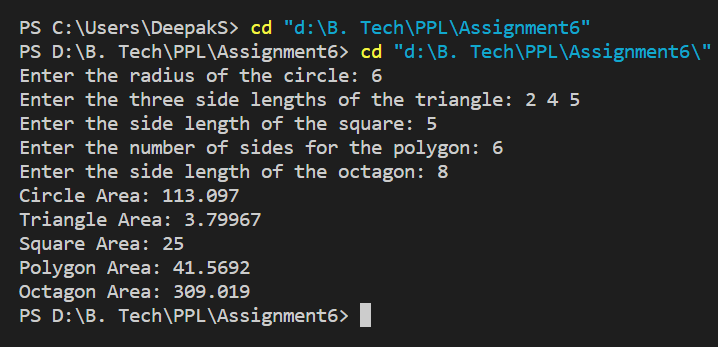 PS C:\Users\DeepakS> cd "d:\B. Tech\PPL\Assignment6"
PS D:\B. Tech\PPL\Assignment6> cd "d:\B. Tech\PPL\Assignment6\"
Enter the radius of the circle: 6
Enter the three side lengths of the triangle: 2 4 5
Enter the side length of the square: 5
Enter the number of sides for the polygon: 6
Enter the side length of the octagon: 8
Circle Area: 113.097
Triangle Area: 3.79967
Square Area: 25
Polygon Area: 41.5692
Octagon Area: 309.019
PS D:\B. Tech\PPL\Assignment6>